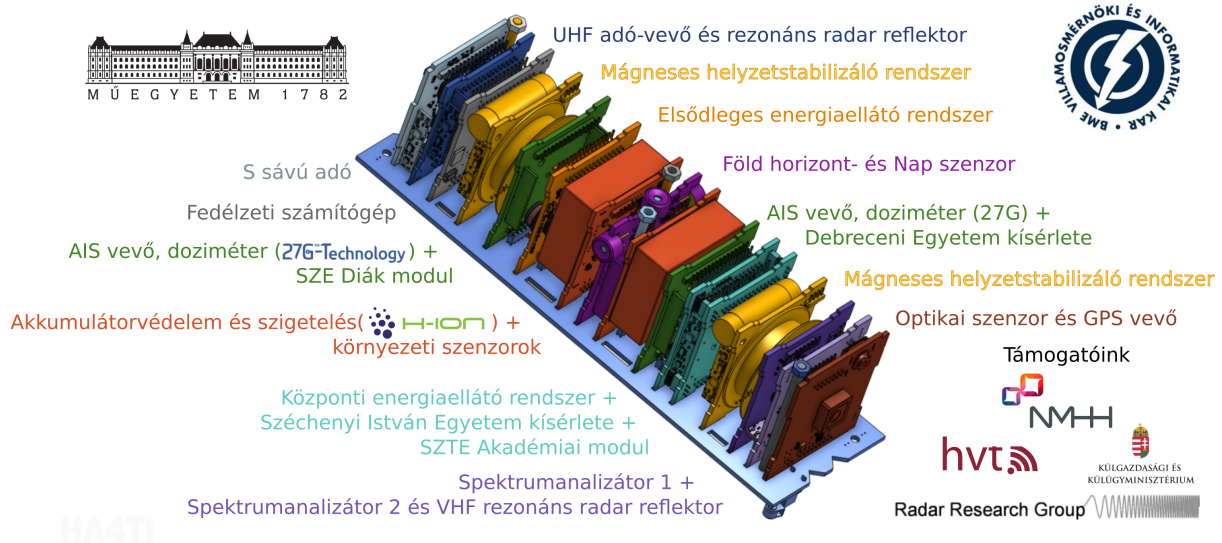 MŰEGYETEM 1782
UHF adó-vevő és rezonáns radar reflektor
Mágneses helyzetstabilizáló rendszer
Elsődleges energiaellátó rendszer
BME VILLAMOSMÉRNÖKI ÉS INFORMATIKAI KAR •
Föld horizont- és Nap szenzor
S sávú adó
Fedélzeti számítógép
AIS vevő, doziméter (27G-Technology) +
SZE Diák modul
AIS vevő, doziméter (27G) +
Debreceni Egyetem kísérlete
Mágneses helyzetstabilizáló rendszer
Akkumulátorvédelem és szigetelés( H-ION ) +
környezeti szenzorok
Optikai szenzor és GPS vevő
Támogatóink
NMHH
Központi energiaellátó rendszer +
Széchenyi István Egyetem kísérlete +
SZTE Akadémiai modul
hvt
KÜLGAZDASÁGI ÉS
KÜLÜGYMINISZTÉRIUM
Spektrumanalizátor 1 +
Spektrumanalizátor 2 és VHF rezonáns radar reflektor
Radar Research Group
HA4TI